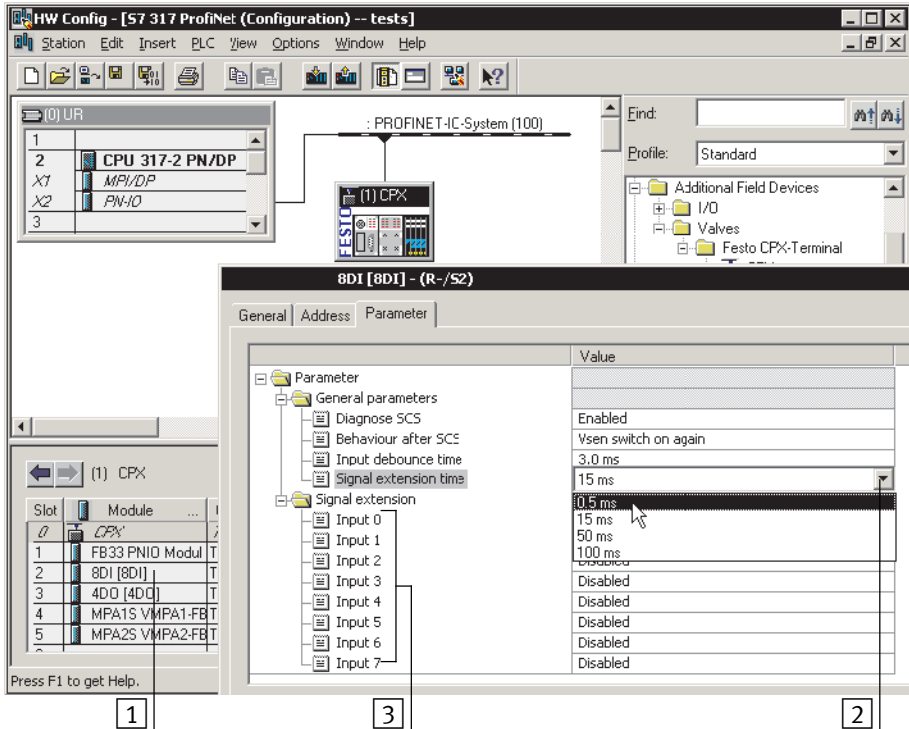 HW Config - [S7 317 ProfiNet (Configuration) -- tests]
Station Edit Insert PLC View Options Window Help
(0) UR
1
2 CPU 317-2 PN/DP
X1 MPI/DP
X2 PN-IO
3
: PROFINET-IC-System (100)
(1) CPX
FESTO
Find:
Profile: Standard
Additional Field Devices
I/O
Valves
Festo CPX-Terminal
8DI [8DI] - (R-/S2)
General Address Parameter
Value
Parameter
General parameters
Diagnose SCS Enabled
Behaviour after SCS Vsen switch on again
Input debounce time 3.0 ms
Signal extension time 15 ms
Signal extension
0.5 ms
15 ms
50 ms
100 ms
Input 0
Input 1
Input 2 Disabled
Input 3 Disabled
Input 4 Disabled
Input 5 Disabled
Input 6 Disabled
Input 7 Disabled
(1) CPX
Slot Module ...
0 CPX
1 FB33 PNIO Modul T
2 8DI [8DI] T
3 4DO [4DO] T
4 MPA1S VMPA1-FB T
5 MPA2S VMPA2-FB T
Press F1 to get Help.
1 3 2